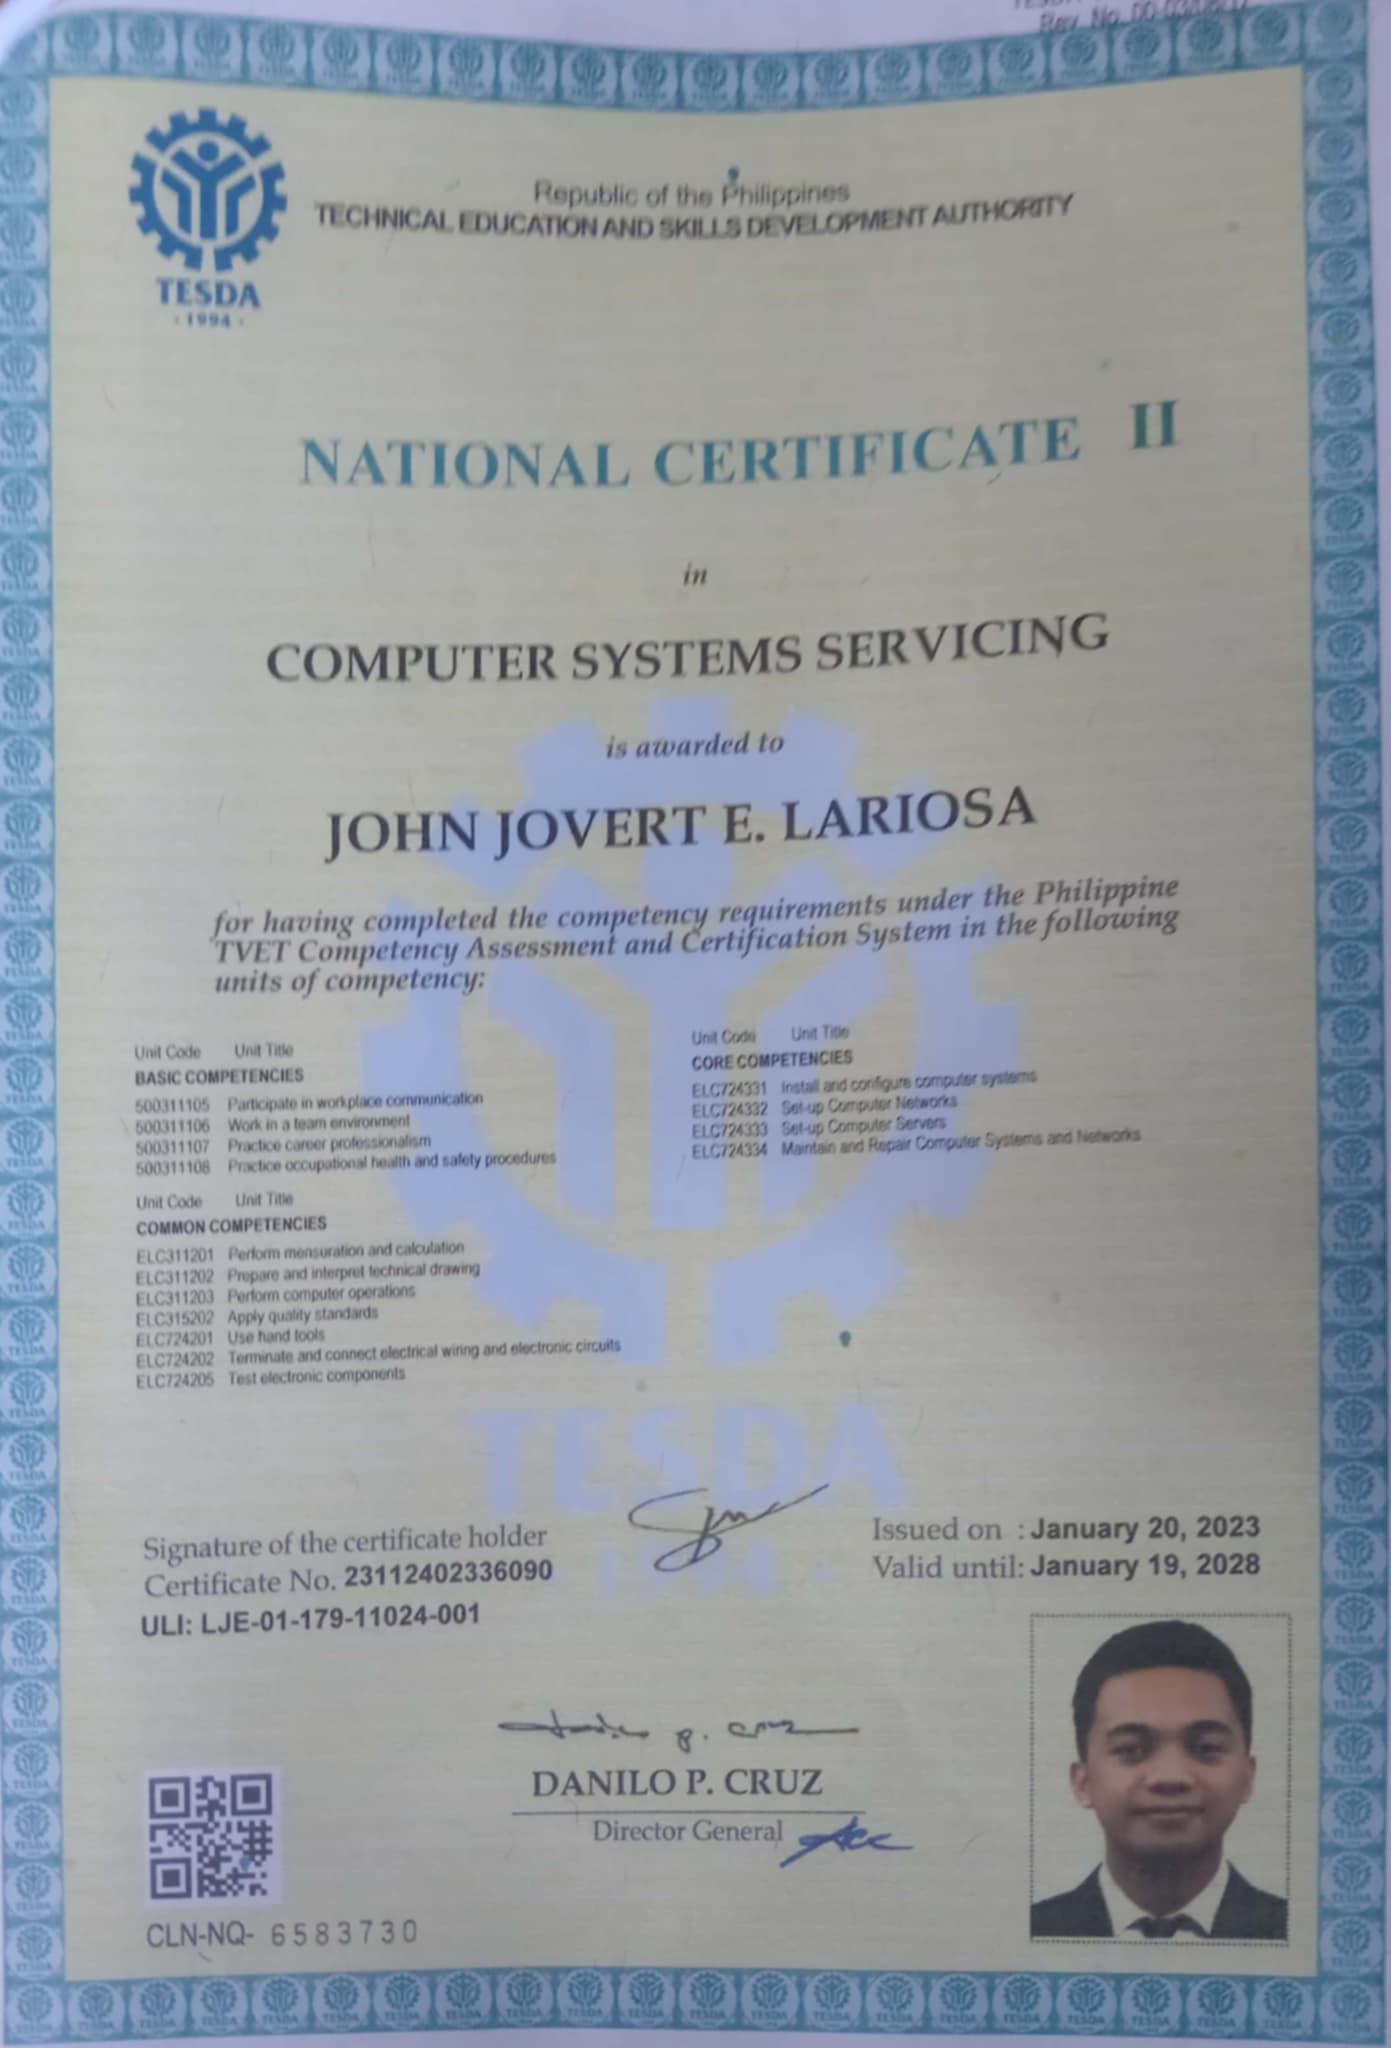 Rev. No. 00-03/08/17
TESDA
· 1994 ·
Republic of the Philippines
TECHNICAL EDUCATION AND SKILLS DEVELOPMENT AUTHORITY
NATIONAL CERTIFICATE II
in
COMPUTER SYSTEMS SERVICING
is awarded to
JOHN JOVERT E. LARIOSA
for having completed the competency requirements under the Philippine
TVET Competency Assessment and Certification System in the following
units of competency:
Unit Code Unit Title
BASIC COMPETENCIES
500311105 Participate in workplace communication
500311106 Work in a team environment
500311107 Practice career professionalism
500311108 Practice occupational health and safety procedures
Unit Code Unit Title
COMMON COMPETENCIES
ELC311201 Perform mensuration and calculation
ELC311202 Prepare and interpret technical drawing
ELC311203 Perform computer operations
ELC315202 Apply quality standards
ELC724201 Use hand tools
ELC724202 Terminate and connect electrical wiring and electronic circuits
ELC724205 Test electronic components
Unit Code Unit Title
CORE COMPETENCIES
ELC724331 Install and configure computer systems
ELC724332 Set-up Computer Networks
ELC724333 Set-up Computer Servers
ELC724334 Maintain and Repair Computer Systems and Networks
TESDA
1994
Signature of the certificate holder
Certificate No. 23112402336090
ULI: LJE-01-179-11024-001
Issued on : January 20, 2023
Valid until: January 19, 2028
DANILO P. CRUZ
Director General
CLN-NQ- 6583730